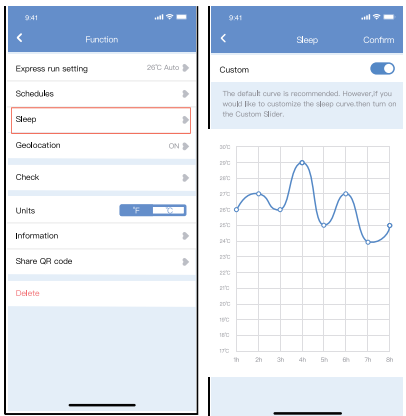 9:41
Function
Express run setting 26℃ Auto
Schedules
Sleep
Geolocation ON
Check
Units ℉ ℃
Information
Share QR code
Delete
9:41
Sleep Confirm
Custom
The default curve is recommended. However,if you
would like to customize the sleep curve.then turn on
the Custom Slider.
30℃
29℃
28℃
27℃
26℃
25℃
24℃
23℃
22℃
21℃
20℃
19℃
18℃
17℃
1h 2h 3h 4h 5h 6h 7h 8h